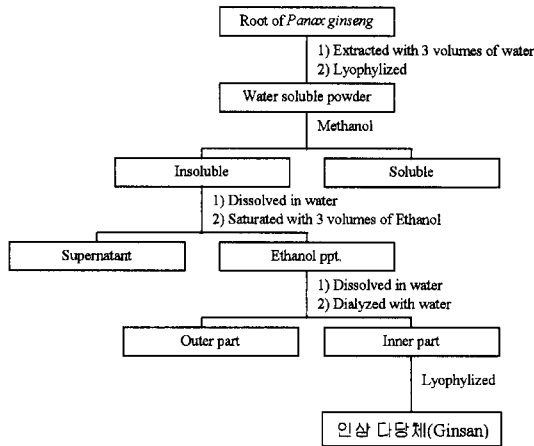 Root of Panax ginseng
1) Extracted with 3 volumes of water
2) Lyophylized
Water soluble powder
Methanol
Insoluble
Soluble
1) Dissolved in water
2) Saturated with 3 volumes of Ethanol
Supernatant
Ethanol ppt.
1) Dissolved in water
2) Dialyzed with water
Outer part
Inner part
Lyophylized
인삼 다당체(Ginsan)